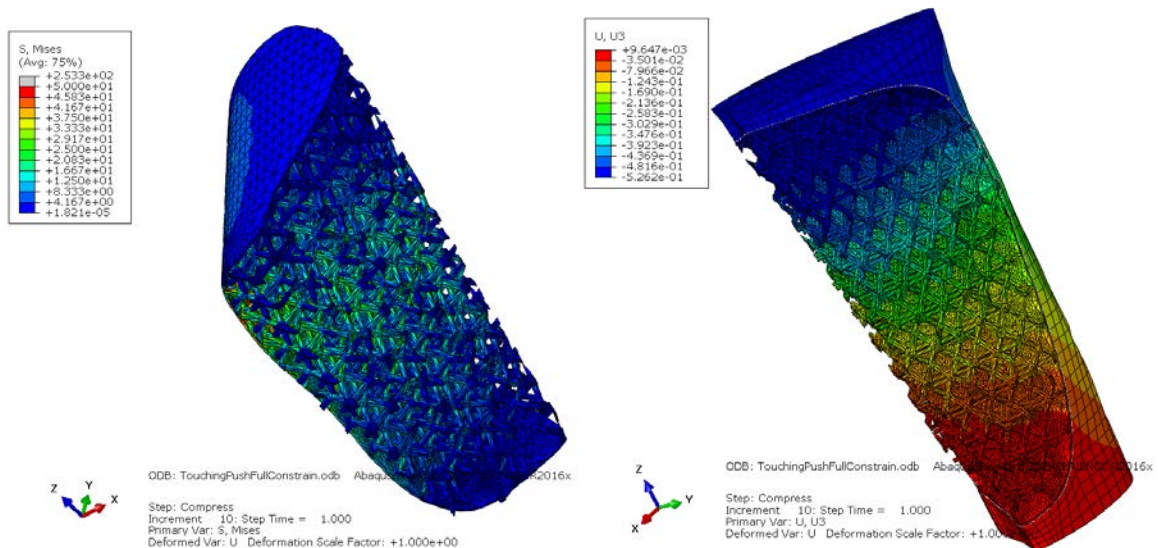 S, Mises
(Avg: 75%)
+2.533e+02
+5.000e+01
+4.583e+01
+4.167e+01
+3.750e+01
+3.333e+01
+2.917e+01
+2.500e+01
+2.083e+01
+1.667e+01
+1.250e+01
+8.333e+00
+4.167e+00
+1.821e-05
Z
Y
X
ODB: TouchingPushFullConstrain.odb
2016x
Step: Compress
Increment 10: Step Time = 1.000
Primary Var: S, Mises
Deformed Var: U Deformation Scale Factor: +1.000e+00
U, U3
+9.647e-03
-3.501e-02
-7.966e-02
-1.243e-01
-1.690e-01
-2.136e-01
-2.583e-01
-3.029e-01
-3.476e-01
-3.923e-01
-4.369e-01
-4.816e-01
-5.262e-01
Z
Y
X
ODB: TouchingPushFullConstrain.odb
2016x
Step: Compress
Increment 10: Step Time = 1.000
Primary Var: U, U3
Deformed Var: U Deformation Scale Factor: +1.00